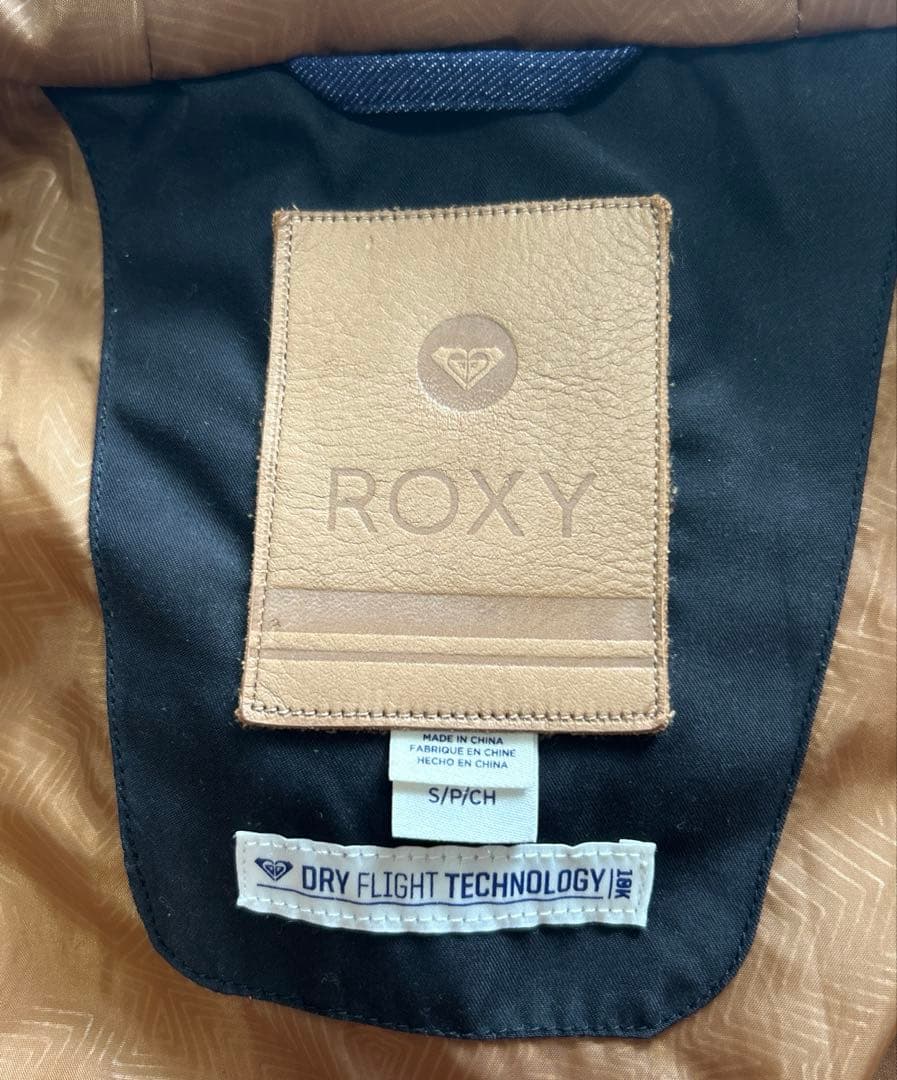 ROXY
MADE IN CHINA
FABRIQUE EN CHINE
HECHO EN CHINA
S/P/CH
DRY FLIGHT TECHNOLOGY 10K